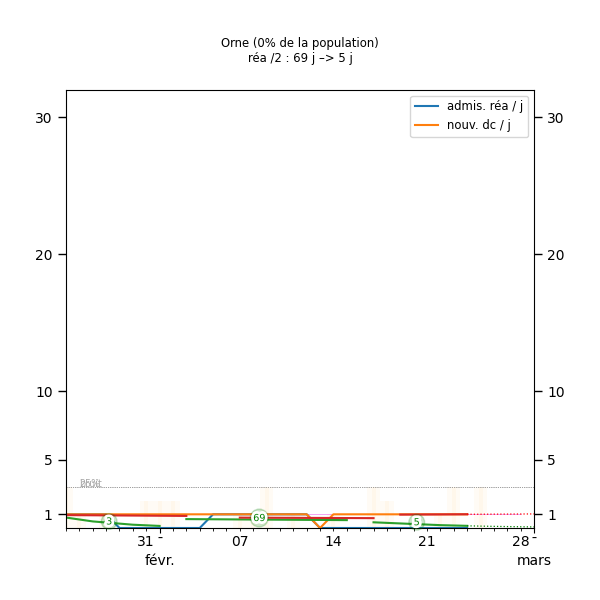 Orne (0% de la population)
réa /2 : 69 j –> 5 j
admis. réa / j
nouv. dc / j
30 30
20 20
10 10
5 5
1 1
3 69 5
31 - 07 14 21 28 -
févr. mars